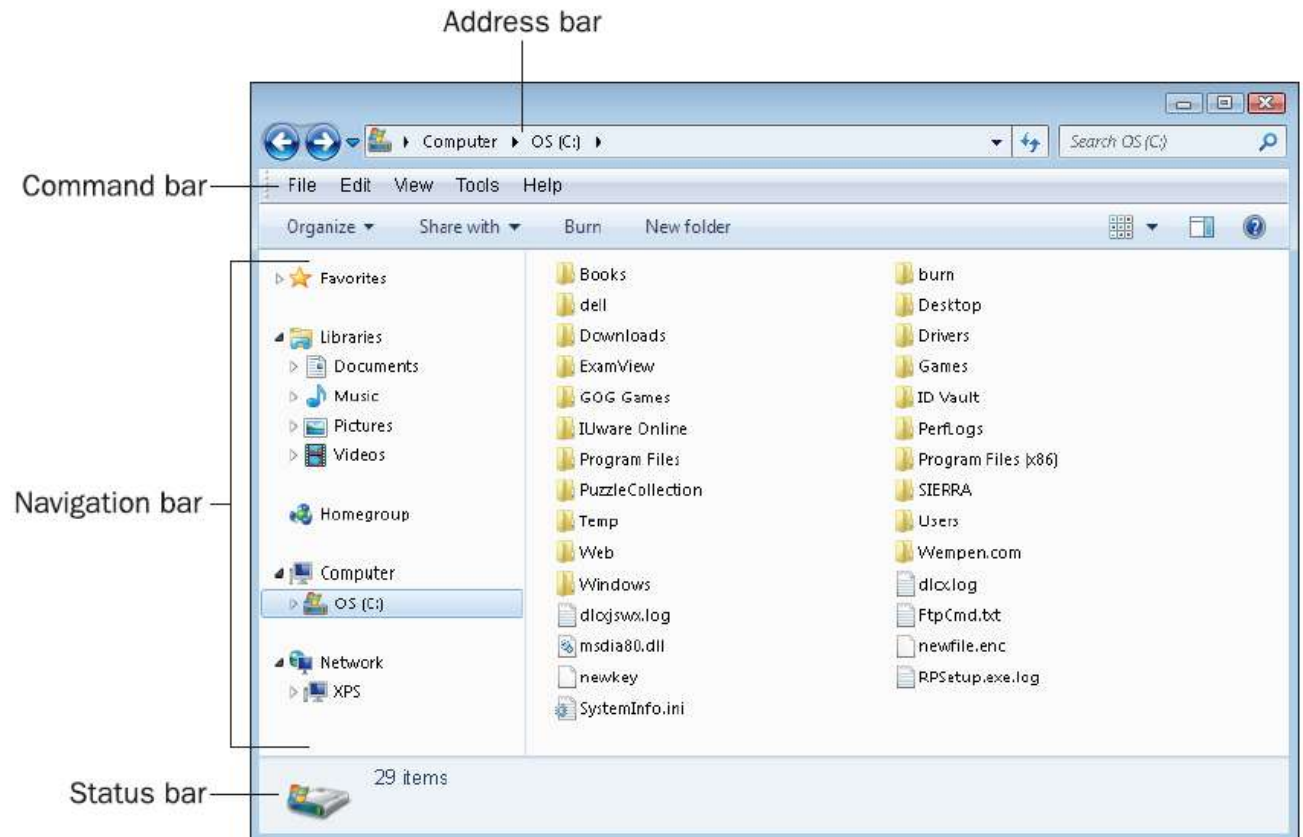 Address bar
Computer OS (C:) Search OS (C:)
Command bar
File Edit View Tools Help
Organize Share with Burn New folder
Navigation bar
Favorites
Libraries
Documents
Music
Pictures
Videos
Homegroup
Computer
OS (C:)
Network
XPS
Books
dell
Downloads
ExamView
GOG Games
IUware Online
Program Files
PuzzleCollection
Temp
Web
Windows
dlcxjswx.log
msdia80.dll
newkey
SystemInfo.ini
burn
Desktop
Drivers
Games
ID Vault
PerfLogs
Program Files (x86)
SIERRA
Users
Wempen.com
dlcx.log
FtpCmd.txt
newfile.enc
RPSetup.exe.log
Status bar
29 items